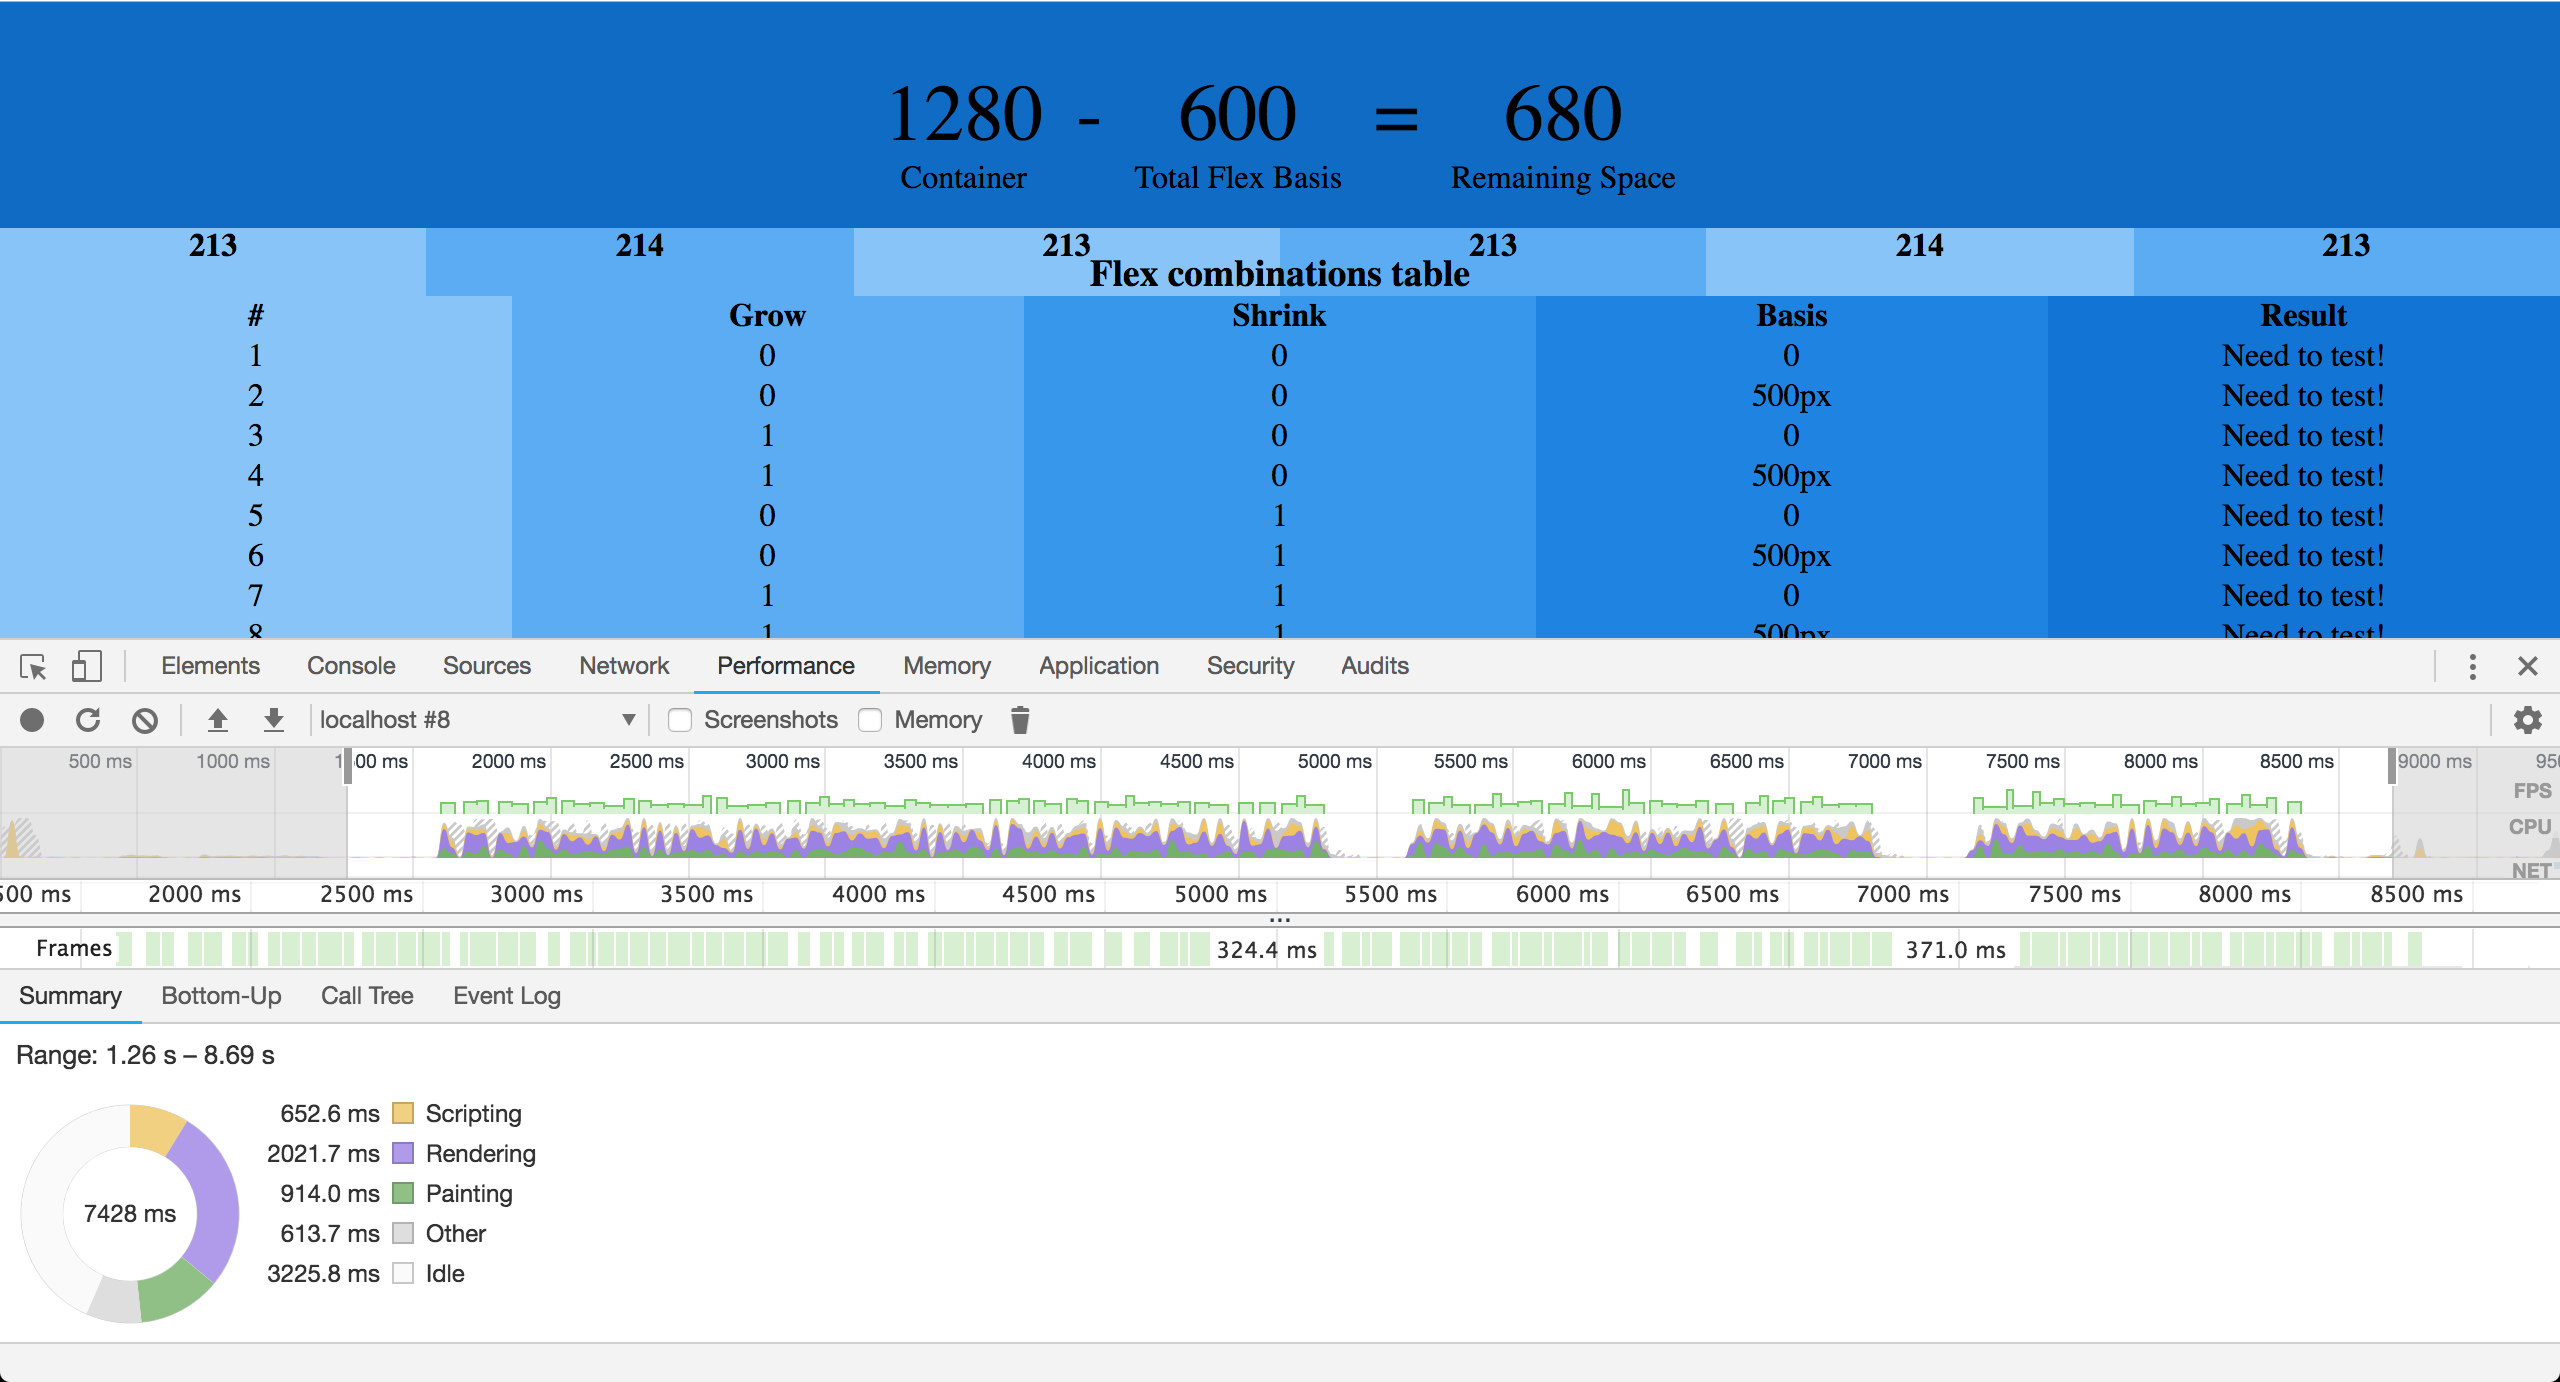 1280 - 600 = 680
Container Total Flex Basis Remaining Space
213 214 213 213 214 213
Flex combinations table
# Grow Shrink Basis Result
1 0 0 0 Need to test!
2 0 0 500px Need to test!
3 1 0 0 Need to test!
4 1 0 500px Need to test!
5 0 1 0 Need to test!
6 0 1 500px Need to test!
7 1 1 0 Need to test!
8 1 1 500px Need to test!
Elements Console Sources Network Performance Memory Application Security Audits
localhost #8 Screenshots Memory
500 ms 1000 ms 1500 ms 2000 ms 2500 ms 3000 ms 3500 ms 4000 ms 4500 ms 5000 ms 5500 ms 6000 ms 6500 ms 7000 ms 7500 ms 8000 ms 8500 ms 9000 ms 950
FPS
CPU
NET
500 ms 2000 ms 2500 ms 3000 ms 3500 ms 4000 ms 4500 ms 5000 ms 5500 ms 6000 ms 6500 ms 7000 ms 7500 ms 8000 ms 8500 ms
...
Frames 324.4 ms 371.0 ms
Summary Bottom-Up Call Tree Event Log
Range: 1.26 s – 8.69 s
652.6 ms Scripting
2021.7 ms Rendering
914.0 ms Painting
613.7 ms Other
3225.8 ms Idle
7428 ms